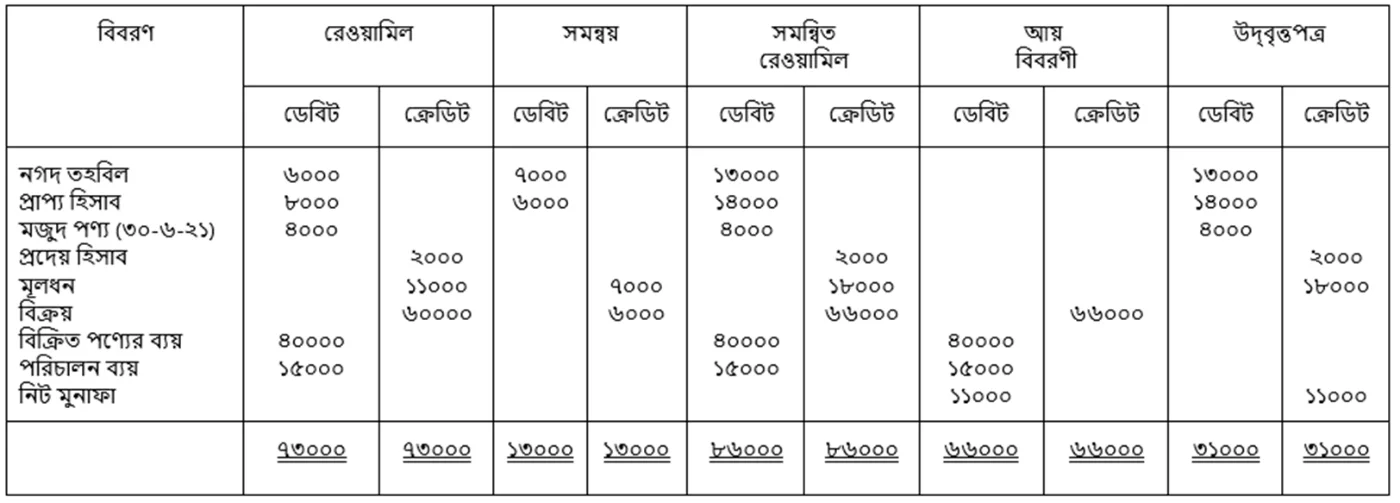 বিবরণ রেওয়ামিল সমন্বয় সমন্বিত আয় উদ্বৃত্তপত্র
রেওয়ামিল বিবরণী
ডেবিট ক্রেডিট ডেবিট ক্রেডিট ডেবিট ক্রেডিট ডেবিট ক্রেডিট ডেবিট ক্রেডিট
নগদ তহবিল ৬০০০ ৭০০০ ১৩০০০ ১৩০০০
প্রাপ্য হিসাব ৮০০০ ৬০০০ ১৪০০০ ১৪০০০
মজুদ পণ্য (৩০-৬-২১) ৪০০০ ৪০০০ ৪০০০
প্রদেয় হিসাব ২০০০ ২০০০ ২০০০
মূলধন ১১০০০ ৭০০০ ১৮০০০ ১৮০০০
বিক্রয় ৬০০০০ ৬০০০ ৬৬০০০ ৬৬০০০
বিক্রিত পণ্যের ব্যয় ৪০০০০ ৪০০০০ ৪০০০০
পরিচালন ব্যয় ১৫০০০ ১৫০০০ ১৫০০০
নিট মুনাফা ১১০০০ ১১০০০
৭৩০০০ ৭৩০০০ ১৩০০০ ১৩০০০ ৮৬০০০ ৮৬০০০ ৬৬০০০ ৬৬০০০ ৩১০০০ ৩১০০০